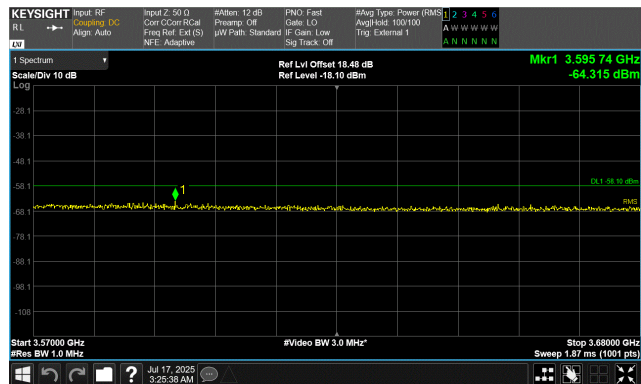 KEYSIGHT
RL
LXI
Input: RF
Coupling: DC
Align: Auto
Input Z: 50 Ω
Corr CCorr RCal
Freq Ref: Ext (S)
NFE: Adaptive
#Atten: 12 dB
Preamp: Off
µW Path: Standard
PNO: Fast
Gate: LO
IF Gain: Low
Sig Track: Off
#Avg Type: Power (RMS
Avg|Hold: 100/100
Trig: External 1
1 2 3 4 5 6
A W W W W W
A N N N N N
1 Spectrum
Scale/Div 10 dB
Ref Lvl Offset 18.48 dB
Ref Level -18.10 dBm
Mkr1 3.595 74 GHz
-64.315 dBm
Log
-28.1
-38.1
-48.1
-58.1
-68.1
-78.1
-88.1
-98.1
-108
1
DL1 -58.10 dBm
RMS
Start 3.57000 GHz
#Res BW 1.0 MHz
#Video BW 3.0 MHz*
Stop 3.68000 GHz
Sweep 1.87 ms (1001 pts)
?
Jul 17, 2025
3:25:38 AM